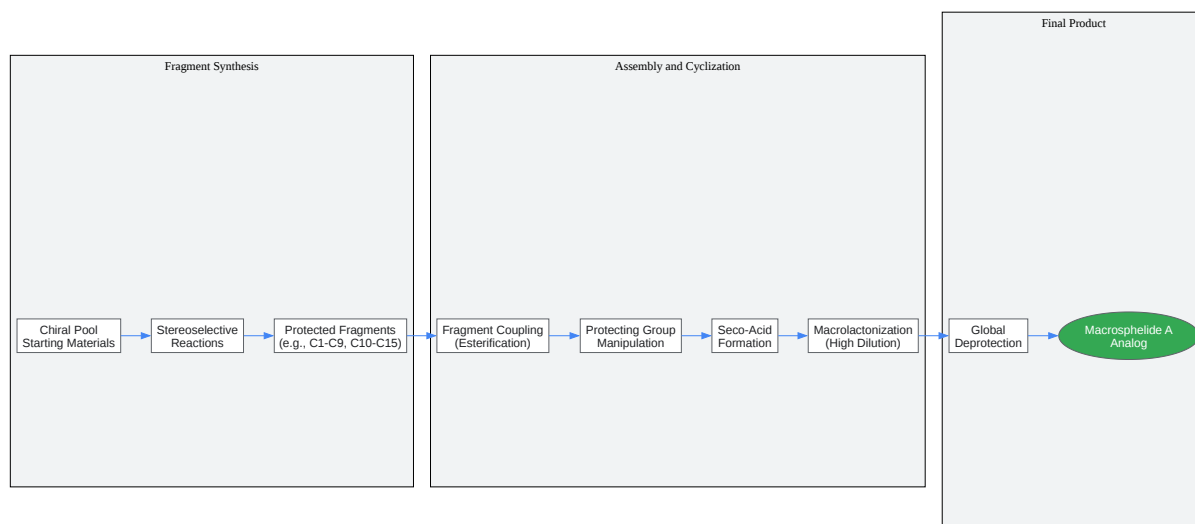 Final Product
Fragment Synthesis
Assembly and Cyclization
Chiral Pool
Starting Materials
Stereoselective
Reactions
Protected Fragments
(e.g., C1-C9, C10-C15)
Fragment Coupling
(Esterification)
Protecting Group
Manipulation
Seco-Acid
Formation
Macrolactonization
(High Dilution)
Global
Deprotection
Macrosphelide A
Analog